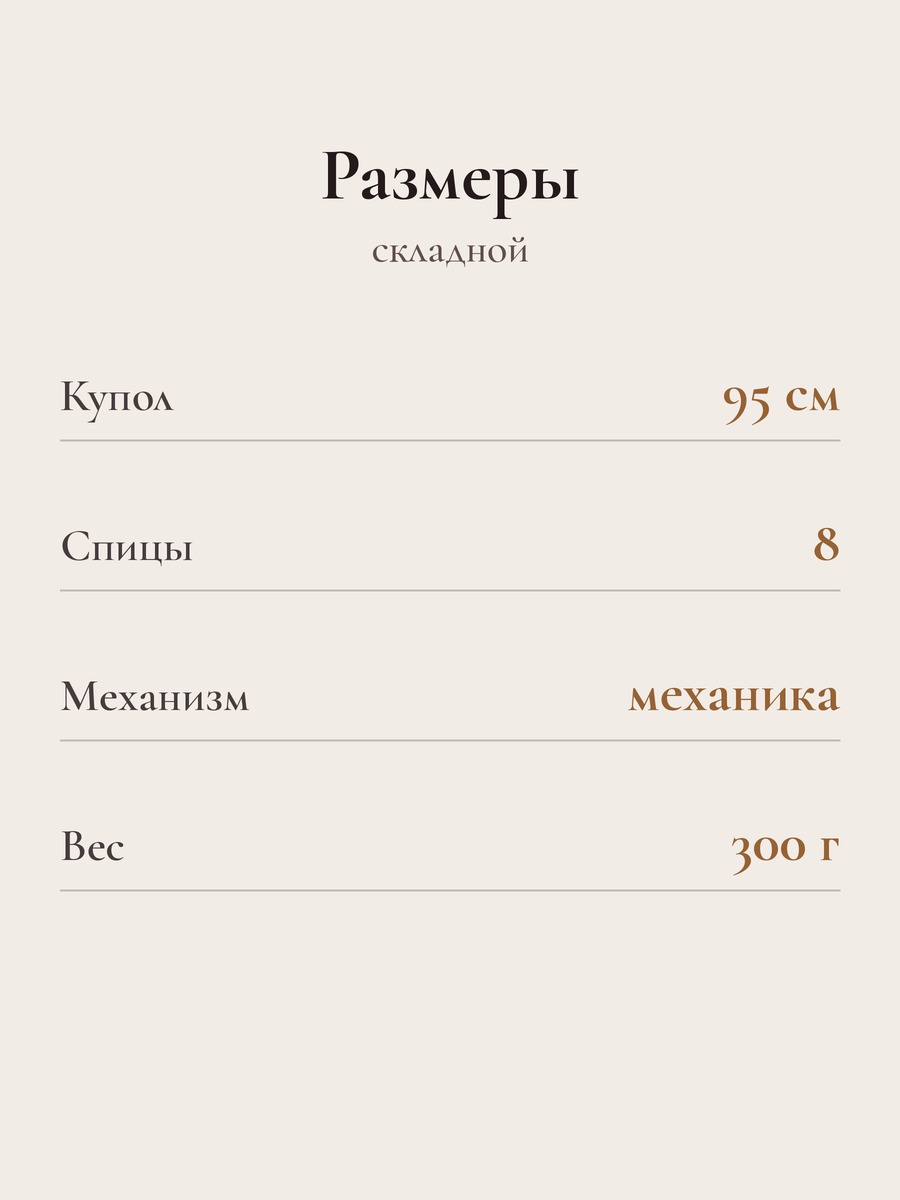 Размеры
складной
Купол 95 см
Спицы 8
Механизм механика
Вес 300 г